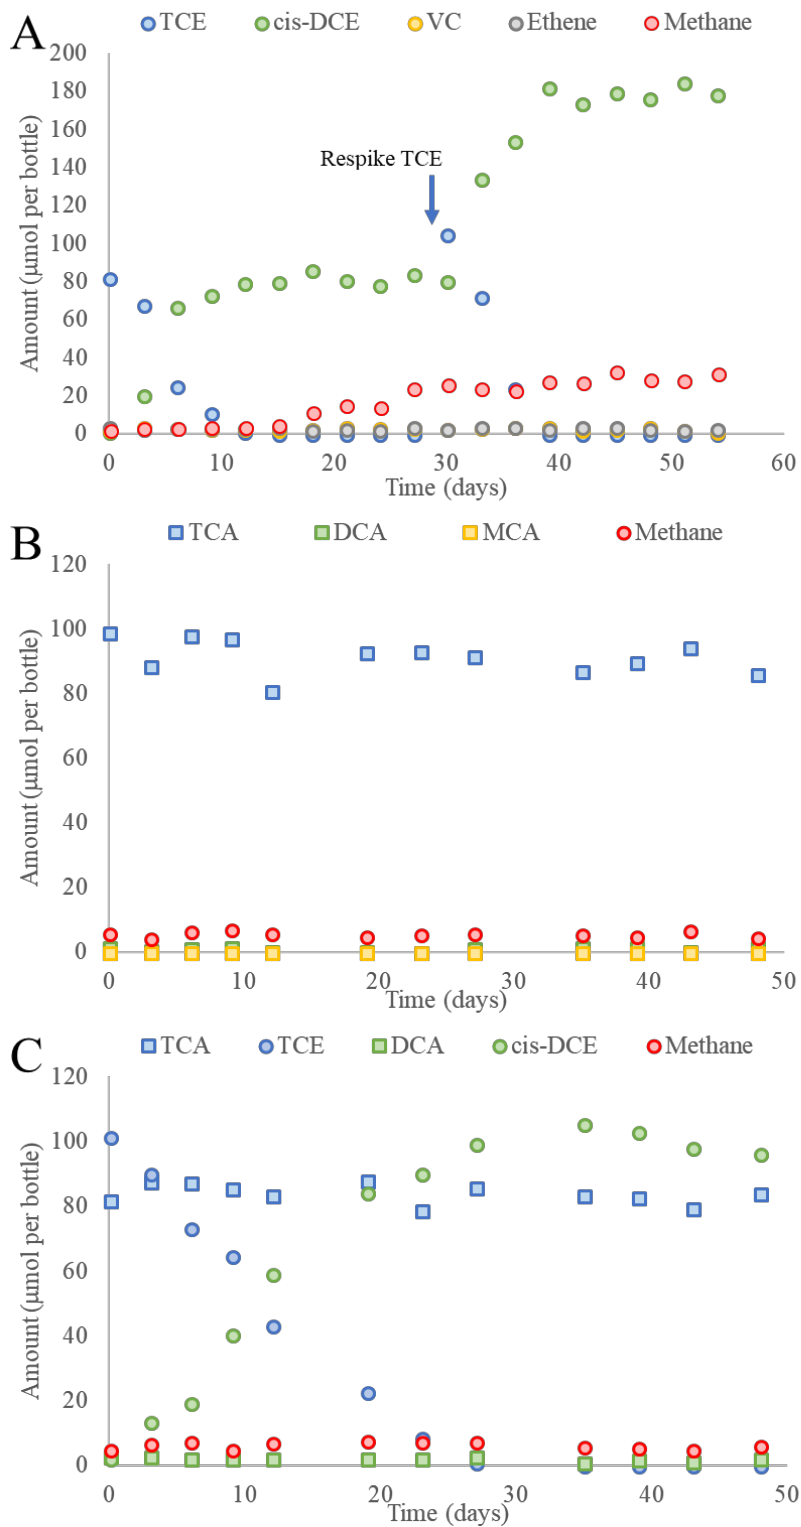 A
TCE cis-DCE VC Ethene Methane
200
180
160
140
120
100
80
60
40
20
0
Amount (μmol per bottle)
Respike TCE
0 10 20 30 40 50 60
Time (days)
B
TCA DCA MCA Methane
120
100
80
60
40
20
0
Amount (μmol per bottle)
0 10 20 30 40 50
Time (days)
C
TCA TCE DCA cis-DCE Methane
120
100
80
60
40
20
0
Amount (μmol per bottle)
0 10 20 30 40 50
Time (days)